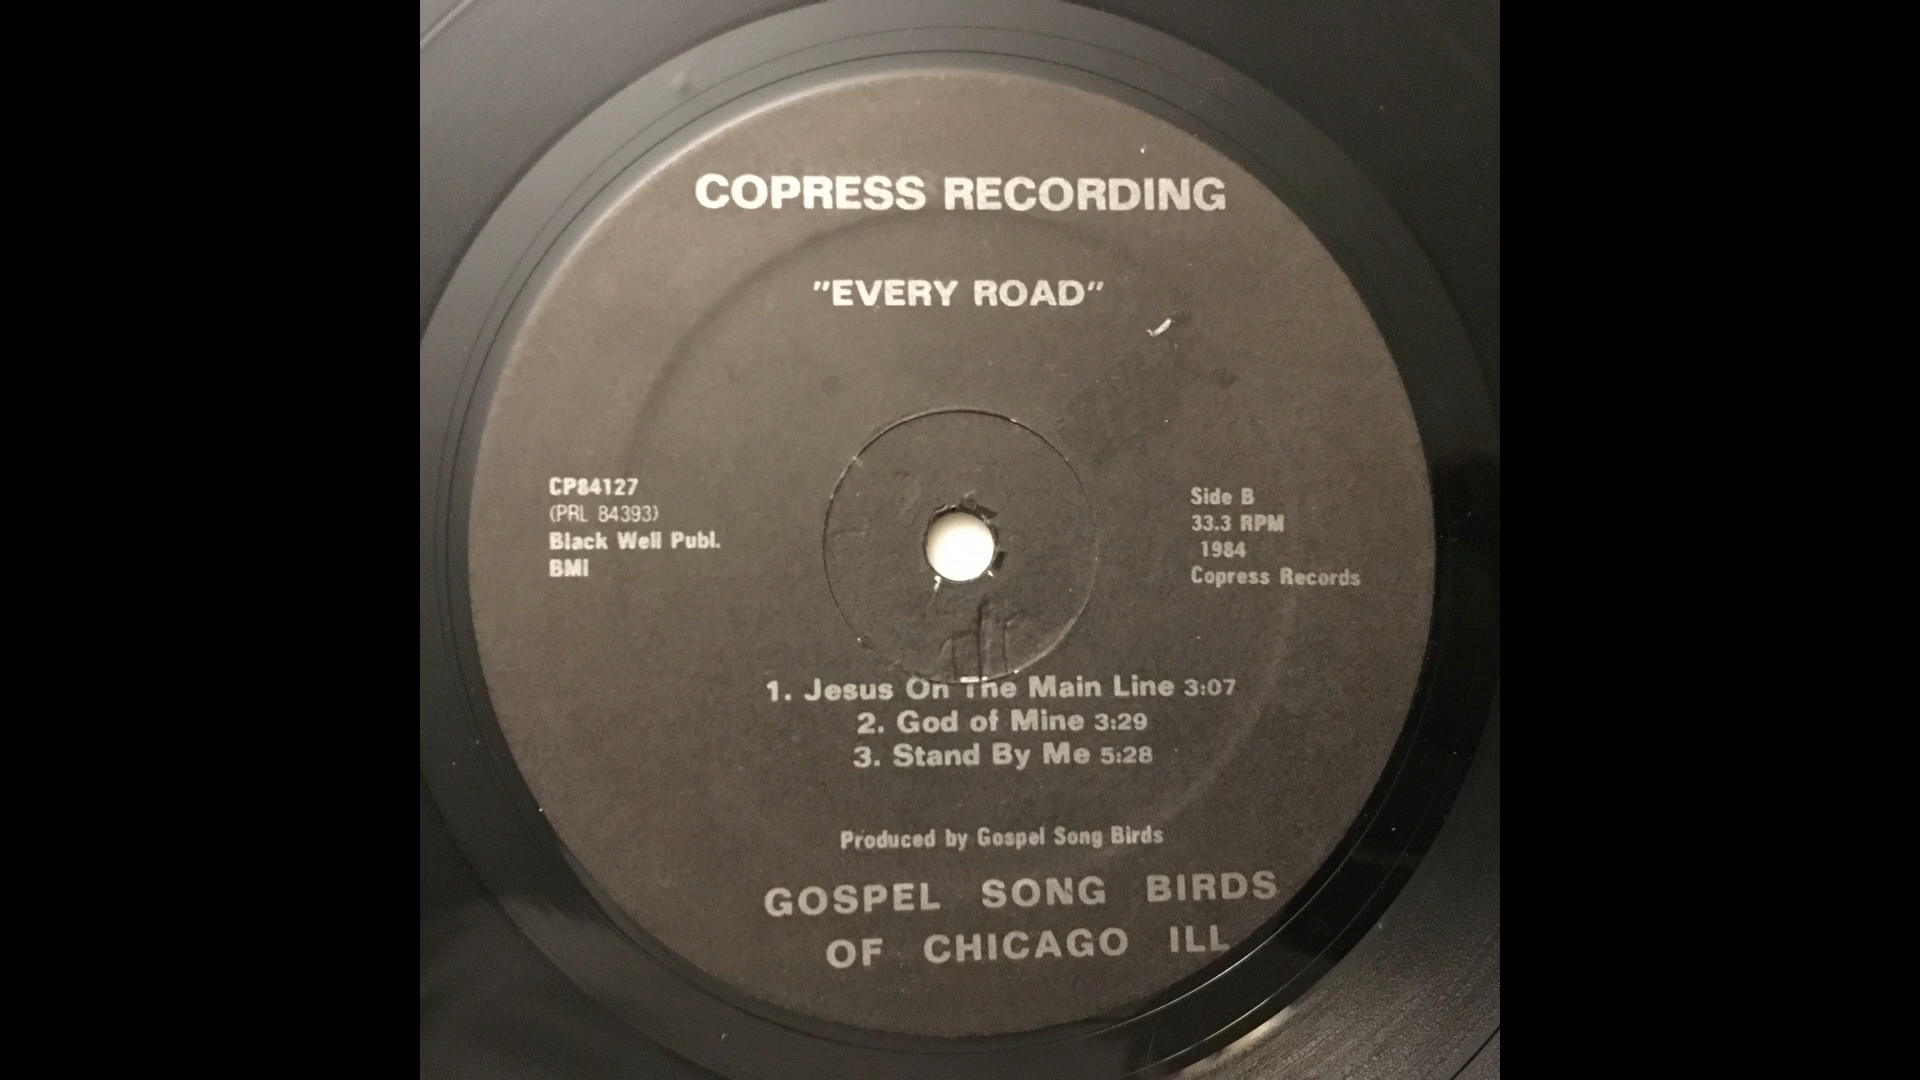 COPRESS RECORDING
"EVERY ROAD"
CP84127
(PRL 84393)
Black Well Publ.
BMI
Side B
33.3 RPM
1984
Copress Records
1. Jesus On The Main Line 3:07
2. God of Mine 3:29
3. Stand By Me 5:28
Produced by Gospel Song Birds
GOSPEL SONG BIRDS
OF CHICAGO ILL